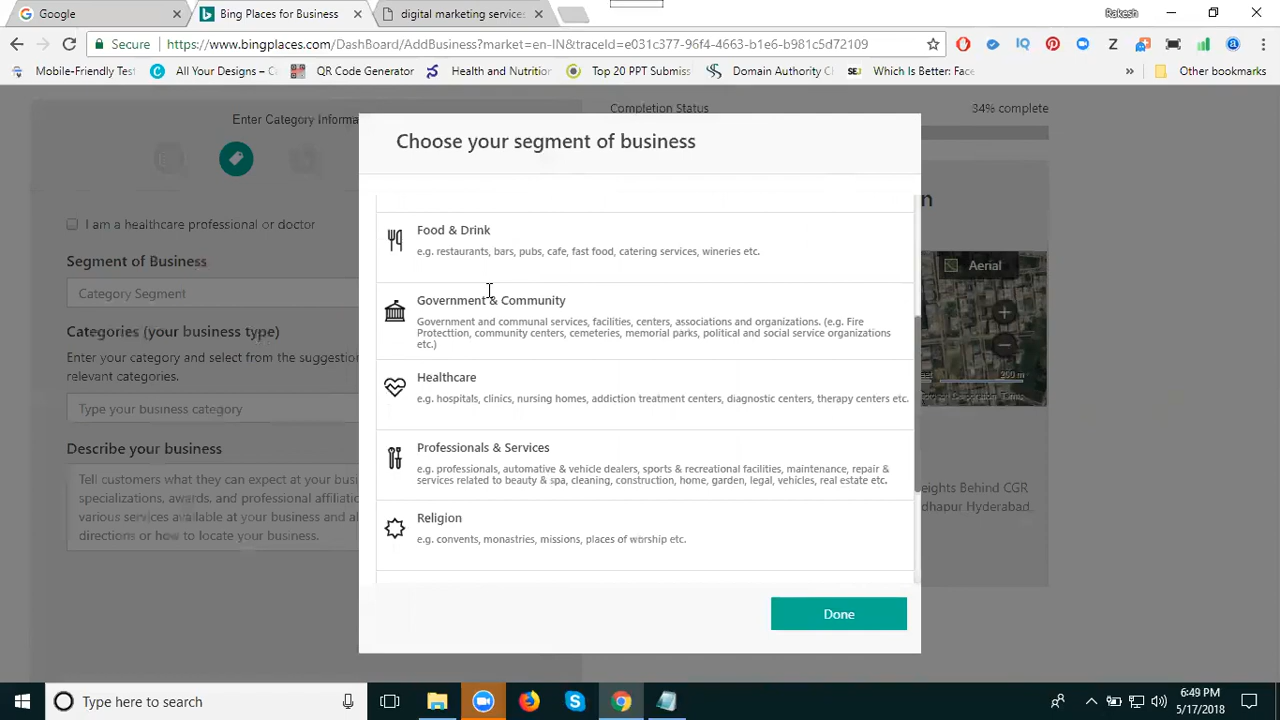 Google
Bing Places for Business
digital marketing services
Rakesh
Secure
https://www.bingplaces.com/DashBoard/AddBusiness?market=en-IN&traceId=e031c377-96f4-4663-b1e6-b981c5d72109
Mobile-Friendly Test
All Your Designs – C
QR Code Generator
Health and Nutrition
Top 20 PPT Submiss
Domain Authority C
Which Is Better: Face
Other bookmarks
Enter Category Informa
Completion Status
34% complete
Choose your segment of business
I am a healthcare professional or doctor
Segment of Business
Category Segment
Categories (your business type)
Enter your category and select from the suggestion
relevant categories.
Type your business category
Describe your business
Tell customers what they can expect at your busi
specializations, awards, and professional affiliatio
various services available at your business and al
directions or how to locate your business.
Food & Drink
e.g. restaurants, bars, pubs, cafe, fast food, catering services, wineries etc.
Government & Community
Government and communal services, facilities, centers, associations and organizations. (e.g. Fire
Protecttion, community centers, cemeteries, memorial parks, political and social service organizations
etc.)
Healthcare
e.g. hospitals, clinics, nursing homes, addiction treatment centers, diagnostic centers, therapy centers etc.
Professionals & Services
e.g. professionals, automotive & vehicle dealers, sports & recreational facilities, maintenance, repair &
services related to beauty & spa, cleaning, construction, home, garden, legal, vehicles, real estate etc.
Religion
e.g. convents, monastries, missions, places of worship etc.
Done
Aerial
eights Behind CGR
dhapur Hyderabad,
Type here to search
6:49 PM
5/17/2018